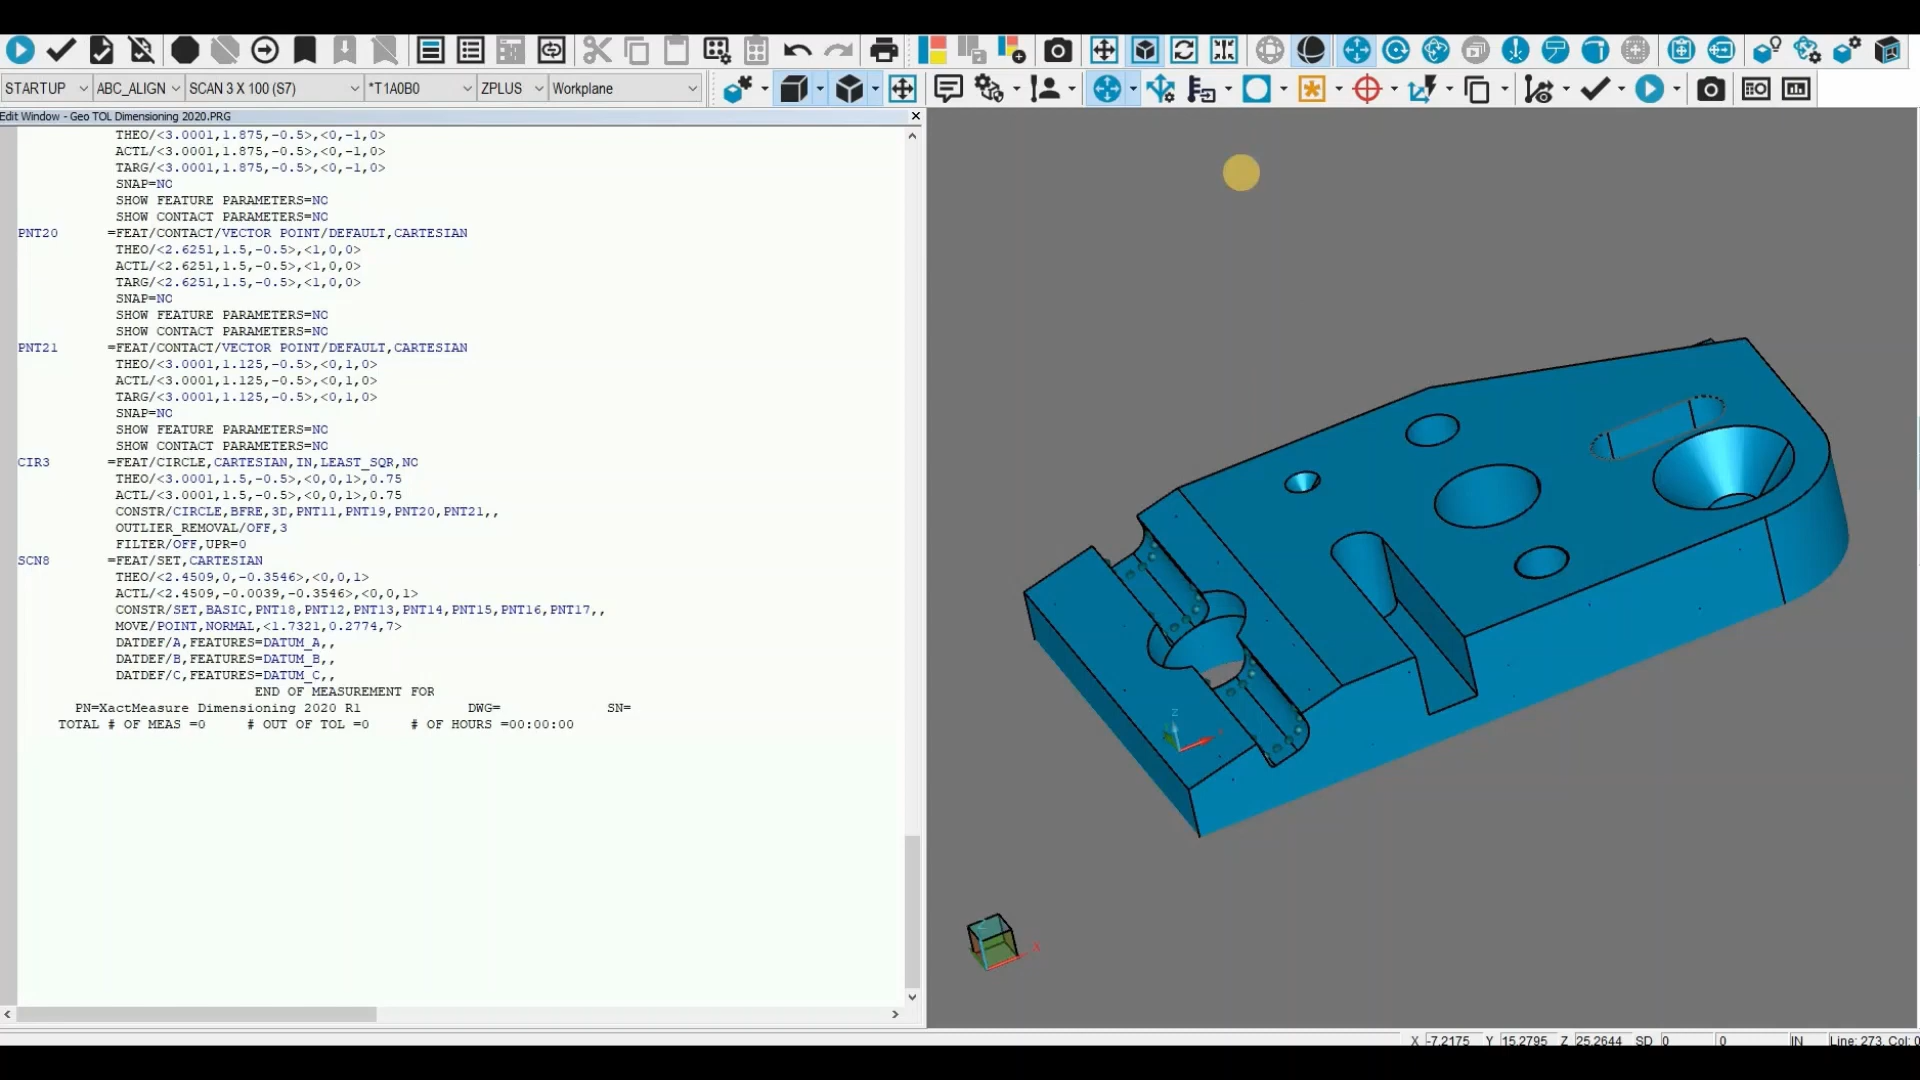 STARTUP ABC_ALIGN SCAN 3 X 100 (S7) *T1A0B0 ZPLUS Workplane
Edit Window - Geo TOL Dimensioning 2020.PRG
THEO/<3.0001,1.875,-0.5>,<0,-1,0>
ACTL/<3.0001,1.875,-0.5>,<0,-1,0>
TARG/<3.0001,1.875,-0.5>,<0,-1,0>
SNAP=NO
SHOW FEATURE PARAMETERS=NO
SHOW CONTACT PARAMETERS=NO
PNT20 =FEAT/CONTACT/VECTOR POINT/DEFAULT,CARTESIAN
THEO/<2.6251,1.5,-0.5>,<1,0,0>
ACTL/<2.6251,1.5,-0.5>,<1,0,0>
TARG/<2.6251,1.5,-0.5>,<1,0,0>
SNAP=NO
SHOW FEATURE PARAMETERS=NO
SHOW CONTACT PARAMETERS=NO
PNT21 =FEAT/CONTACT/VECTOR POINT/DEFAULT,CARTESIAN
THEO/<3.0001,1.125,-0.5>,<0,1,0>
ACTL/<3.0001,1.125,-0.5>,<0,1,0>
TARG/<3.0001,1.125,-0.5>,<0,1,0>
SNAP=NO
SHOW FEATURE PARAMETERS=NO
SHOW CONTACT PARAMETERS=NO
CIR3 =FEAT/CIRCLE,CARTESIAN,IN,LEAST_SQR,NO
THEO/<3.0001,1.5,-0.5>,<0,0,1>,0.75
ACTL/<3.0001,1.5,-0.5>,<0,0,1>,0.75
CONSTR/CIRCLE,BFRE,3D,PNT11,PNT19,PNT20,PNT21,,
OUTLIER_REMOVAL/OFF,3
FILTER/OFF,UPR=0
SCN8 =FEAT/SET,CARTESIAN
THEO/<2.4509,0,-0.3546>,<0,0,1>
ACTL/<2.4509,-0.0039,-0.3546>,<0,0,1>
CONSTR/SET,BASIC,PNT18,PNT12,PNT13,PNT14,PNT15,PNT16,PNT17,,
MOVE/POINT,NORMAL,<1.7321,0.2774,7>
DATDEF/A,FEATURES=DATUM_A,,
DATDEF/B,FEATURES=DATUM_B,,
DATDEF/C,FEATURES=DATUM_C,,
END OF MEASUREMENT FOR
PN=XactMeasure Dimensioning 2020 R1 DWG= SN=
TOTAL # OF MEAS =0 # OUT OF TOL =0 # OF HOURS =00:00:00
Z
X
X -7.2175 Y 15.2795 Z 25.2644 SD 0 0 IN Line: 273, Col: 0